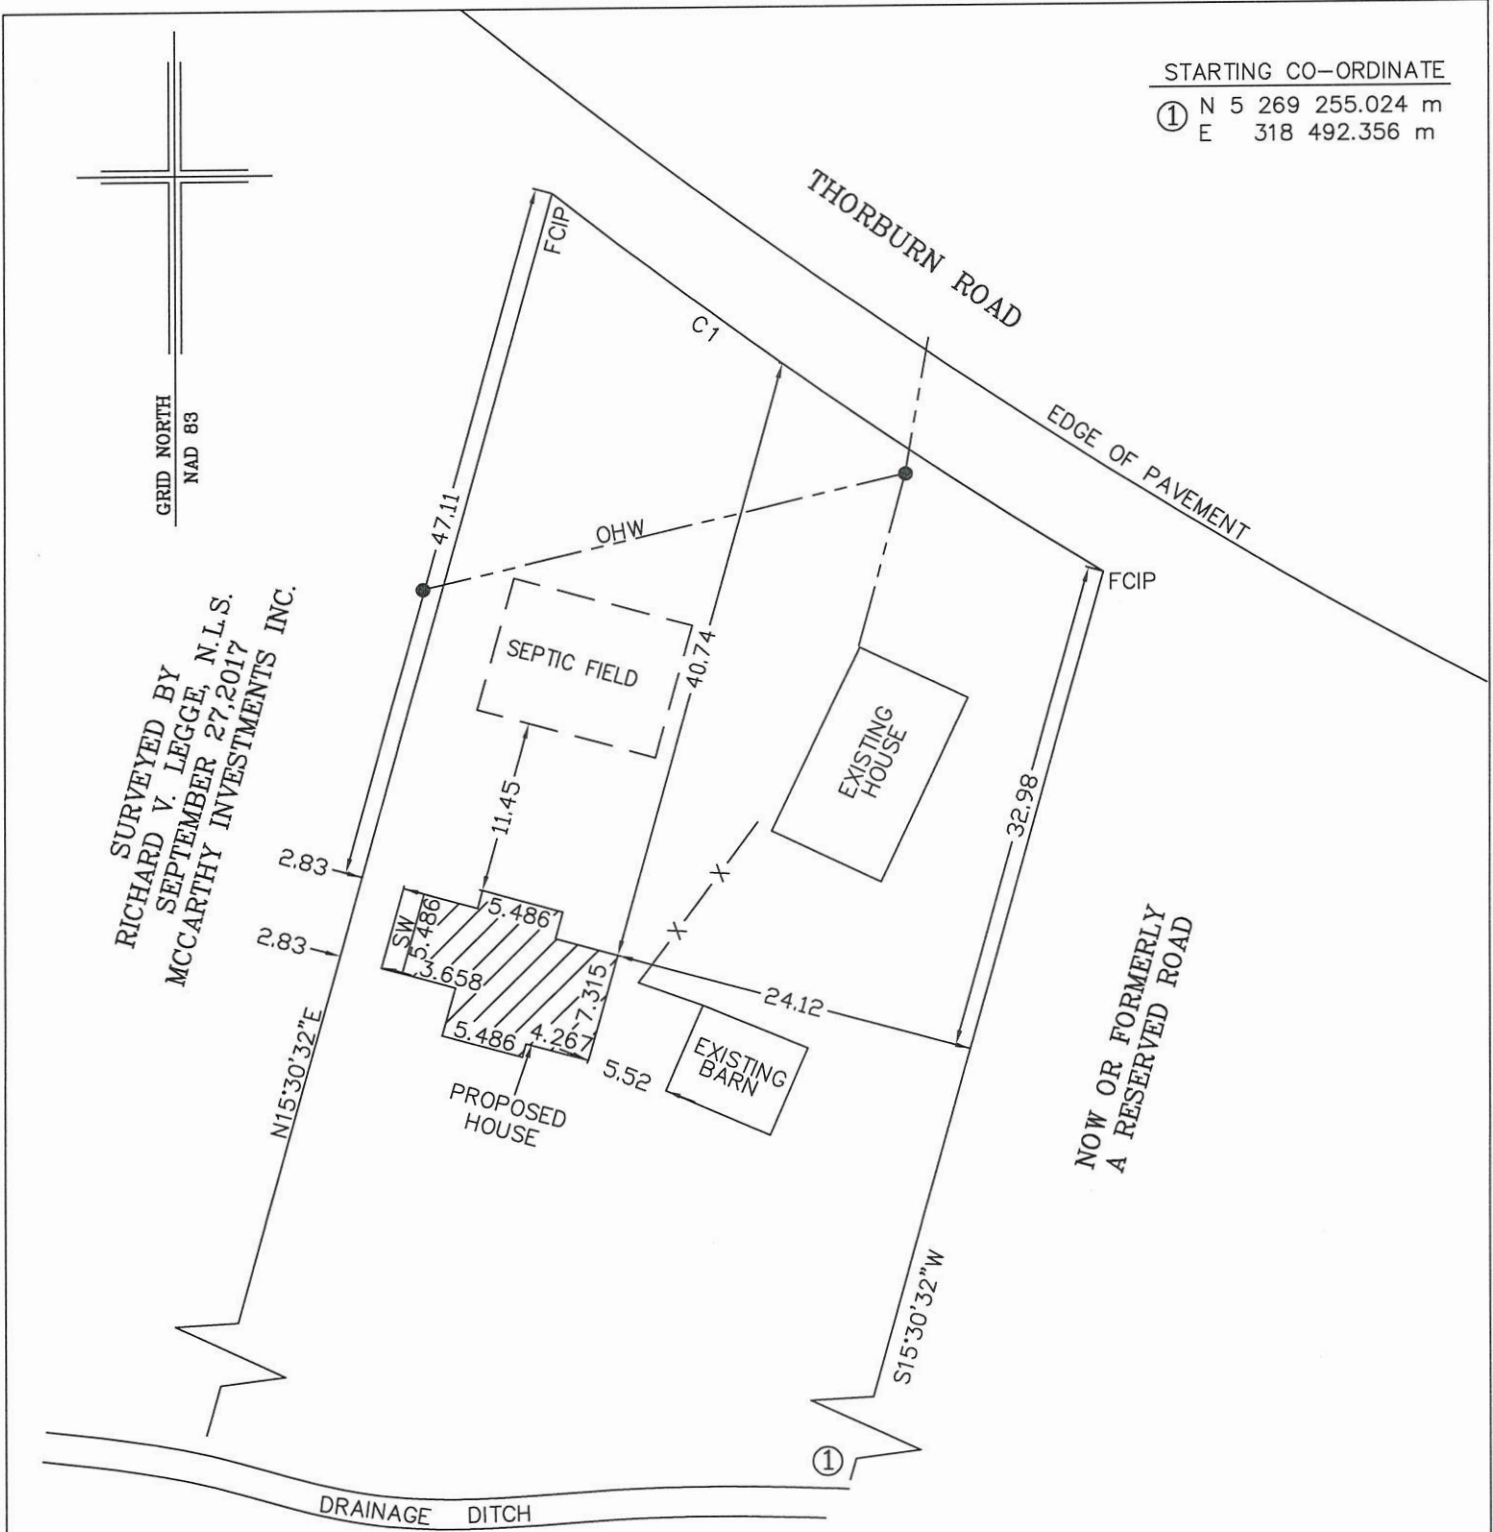 STARTING CO-ORDINATE
① N 5 269 255.024 m
E 318 492.356 m
THORBURN ROAD
FCIP
C1
GRID NORTH
NAD 83
EDGE OF PAVEMENT
47.11
OHW
FCIP
SURVEYED BY
RICHARD V. LEGGE, N.L.S.
SEPTEMBER 27,2017
MCCARTHY INVESTMENTS INC.
SEPTIC FIELD
40.74
EXISTING
HOUSE
32.98
11.45
2.83
X
X
2.83
SW
5.486
5.486
3.658
7.315
5.486
4.267
24.12
5.52
EXISTING
BARN
PROPOSED
HOUSE
NOW OR FORMERLY
A RESERVED ROAD
N15°30'32"E
S15°30'32"W
①
DRAINAGE DITCH